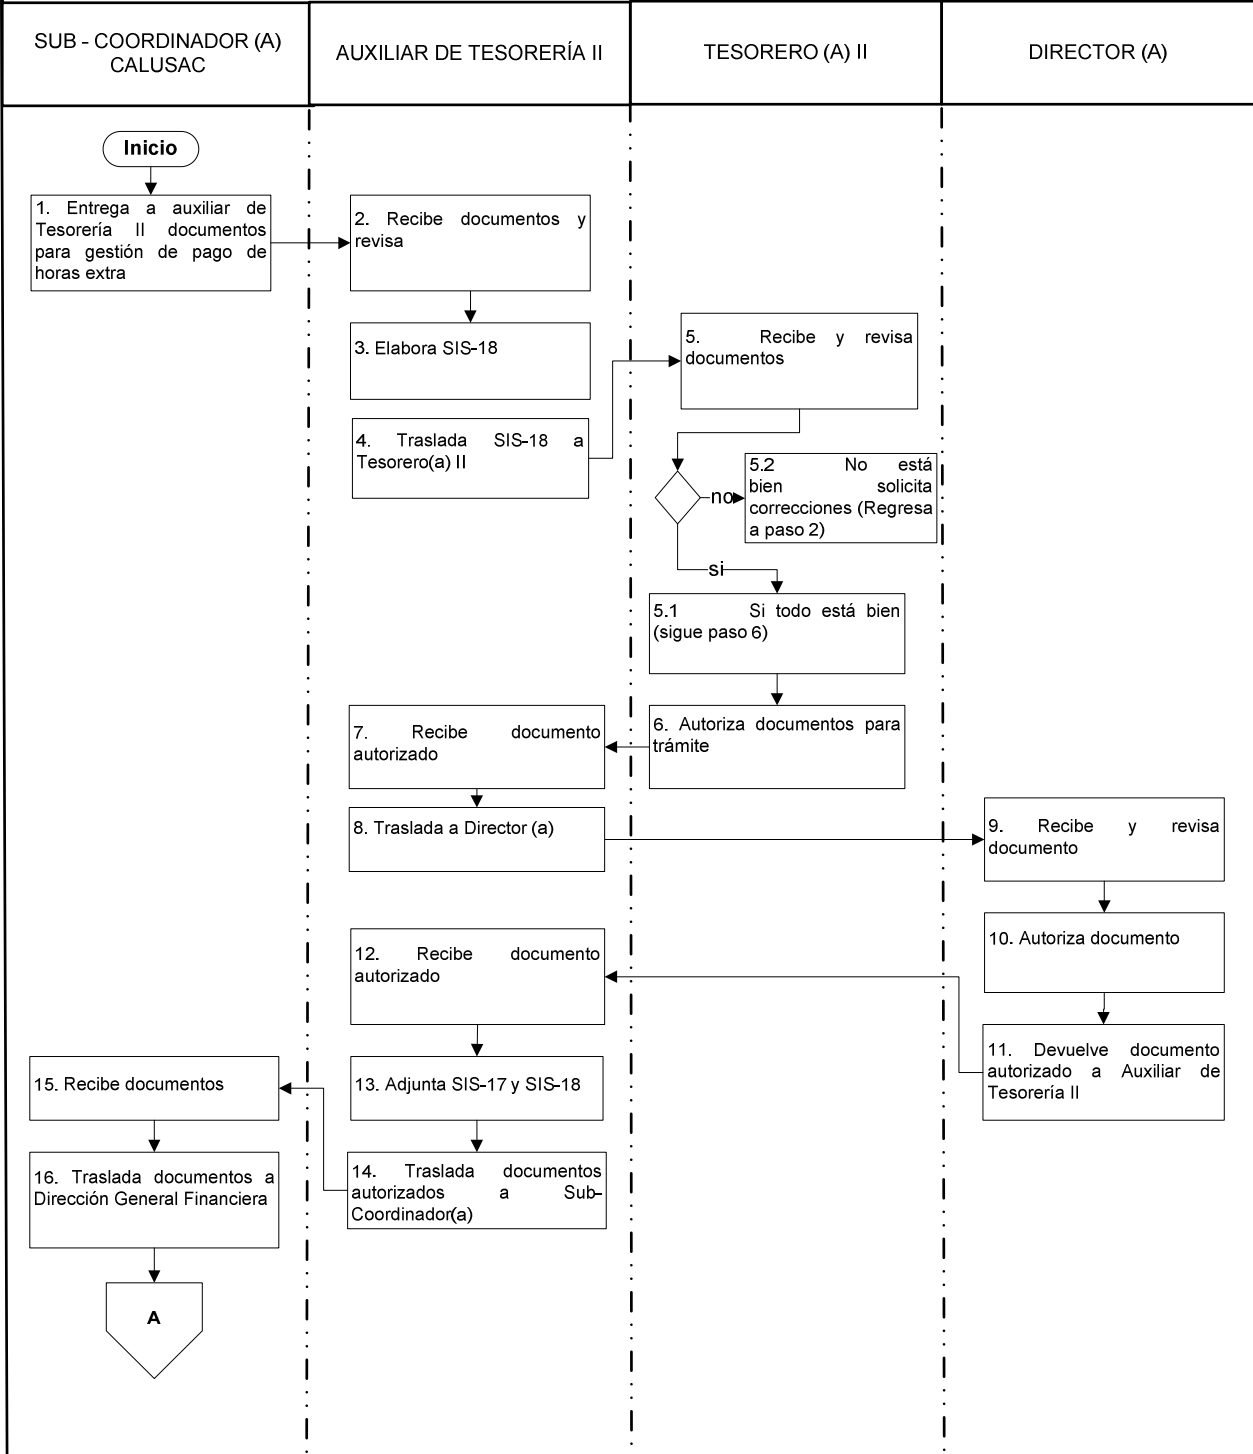 SUB - COORDINADOR (A)
CALUSAC
AUXILIAR DE TESORERÍA II
TESORERO (A) II
DIRECTOR (A)
Inicio
1. Entrega a auxiliar de
Tesorería II documentos
para gestión de pago de
horas extra
2. Recibe documentos y
revisa
3. Elabora SIS-18
4. Traslada SIS-18 a
Tesorero(a) II
5. Recibe y revisa
documentos
no
5.2 No está
bien solicita
correcciones (Regresa
a paso 2)
si
5.1 Si todo está bien
(sigue paso 6)
6. Autoriza documentos para
trámite
7. Recibe documento
autorizado
8. Traslada a Director (a)
9. Recibe y revisa
documento
10. Autoriza documento
11. Devuelve documento
autorizado a Auxiliar de
Tesorería II
12. Recibe documento
autorizado
13. Adjunta SIS-17 y SIS-18
14. Traslada documentos
autorizados a Sub-
Coordinador(a)
15. Recibe documentos
16. Traslada documentos a
Dirección General Financiera
A